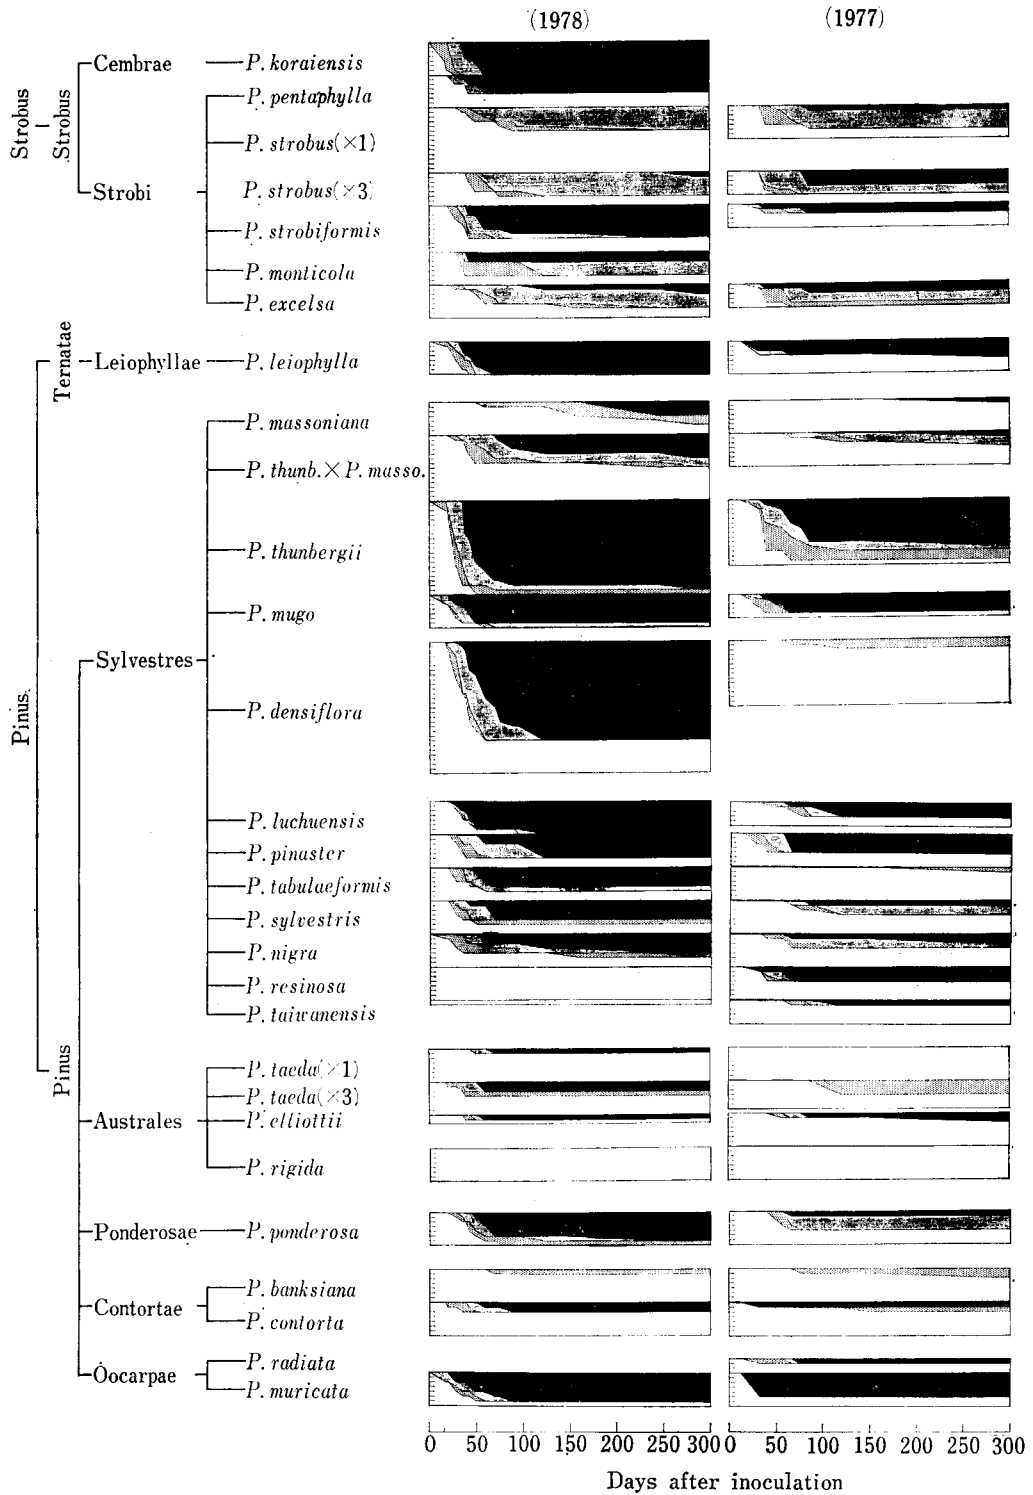 (1978) (1977)
Strobus
Strobus
Cembrae P. koraiensis
P. pentaphylla
P. strobus(×1)
Strobi P. strobus(×3)
P. strobiformis
P. monticola
P. excelsa
Ternatae
Leiophyllae P. leiophylla
P. massoniana
P. thunb.×P. masso.
P. thunbergii
P. mugo
Sylvestres
Pinus.
P. densiflora
P. luchuensis
P. pinaster
P. tabulaeformis
P. sylvestris
P. nigra
P. resinosa
P. taiwanensis
Pinus
P. taeda(×1)
P. taeda(×3)
Australes P. elliottii
P. rigida
Ponderosae P. ponderosa
P. banksiana
Contortae
P. contorta
P. radiata
Oocarpae
P. muricata
0 50 100 150 200 250 300 0 50 100 150 200 250 300
Days after inoculation